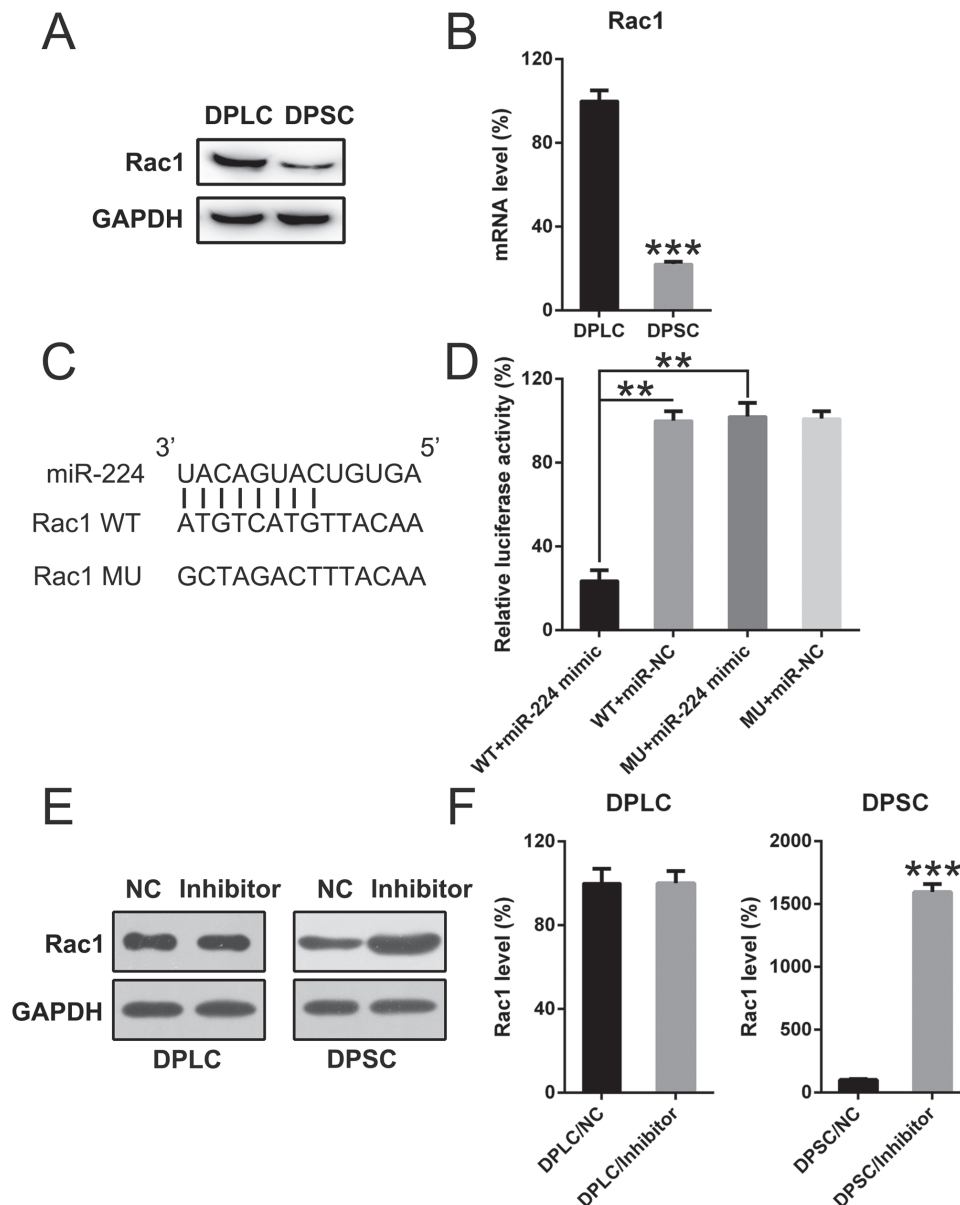 A
DPLC DPSC
Rac1
GAPDH
B
Rac1
mRNA level (%)
120
80
40
0
***
DPLC DPSC
C
3’ 5’
miR-224 UACAGUACUGUGA
Rac1 WT ATGTCATGTTACAA
Rac1 MU GCTAGACTTTACAA
D
Relative luciferase activity (%)
120
80
40
0
**
**
WT+miR-224 mimic
WT+miR-NC
MU+miR-224 mimic
MU+miR-NC
E
NC Inhibitor NC Inhibitor
Rac1
GAPDH
DPLC DPSC
F
DPLC
Rac1 level (%)
120
80
40
0
DPLC/NC
DPLC/Inhibitor
DPSC
Rac1 level (%)
2000
1500
1000
500
0
***
DPSC/NC
DPSC/Inhibitor